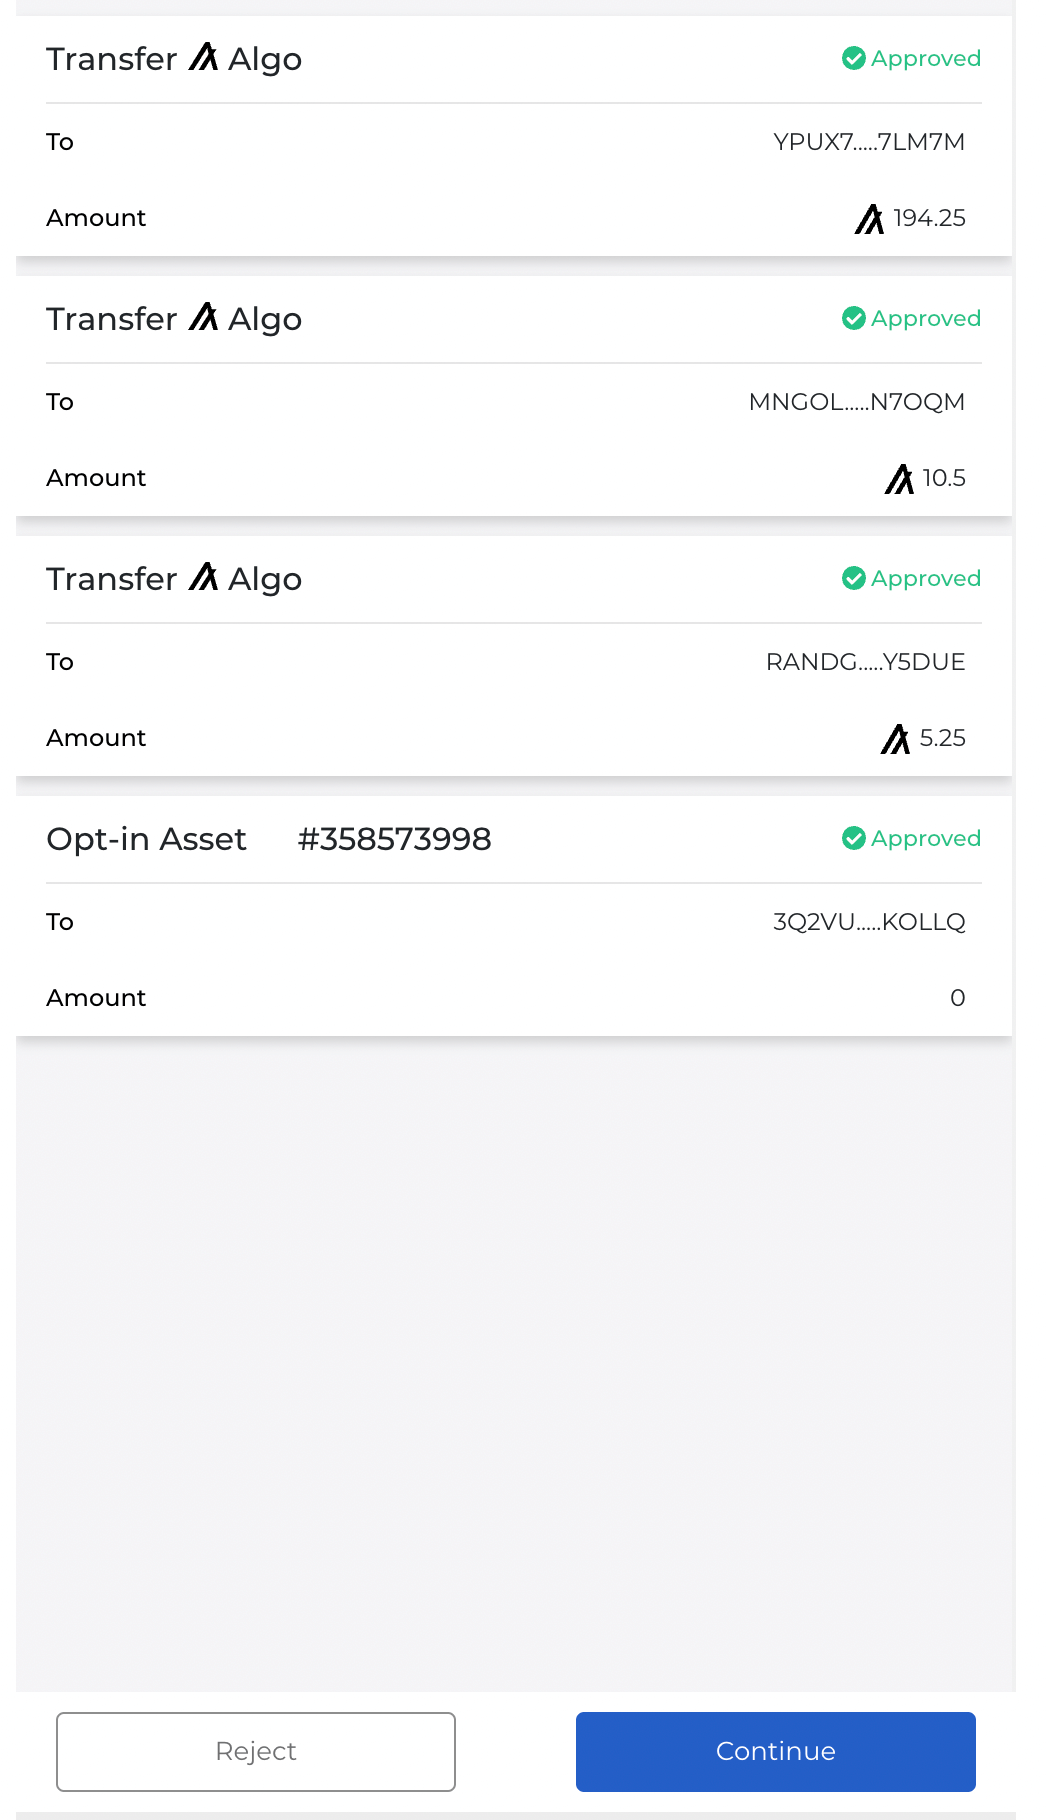 Transfer Algo Approved
To YPUX7.....7LM7M
Amount 194.25
Transfer Algo Approved
To MNGOL.....N7OQM
Amount 10.5
Transfer Algo Approved
To RANDG.....Y5DUE
Amount 5.25
Opt-in Asset #358573998 Approved
To 3Q2VU.....KOLLQ
Amount 0
Reject Continue